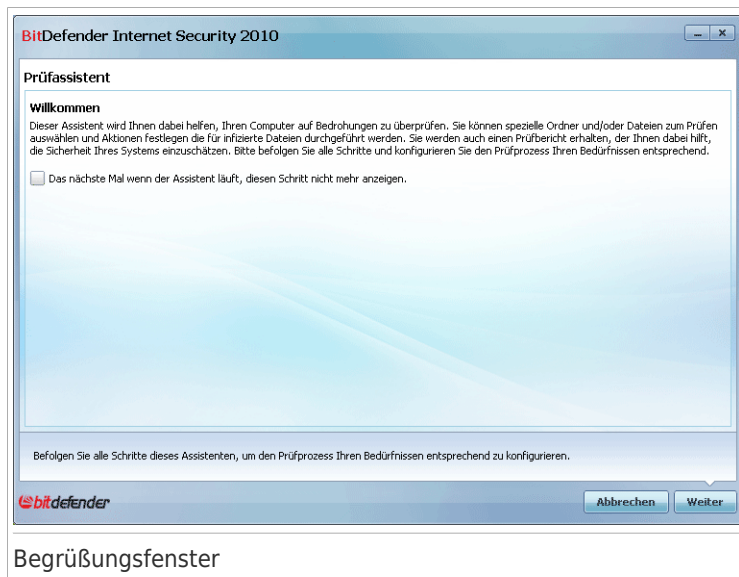 BitDefender Internet Security 2010
Prüfassistent
Willkommen
Dieser Assistent wird Ihnen dabei helfen, Ihren Computer auf Bedrohungen zu überprüfen. Sie können spezielle Ordner und/oder Dateien zum Prüfen
auswählen und Aktionen festlegen die für infizierte Dateien durchgeführt werden. Sie werden auch einen Prüfbericht erhalten, der Ihnen dabei hilft,
die Sicherheit Ihres Systems einzuschätzen. Bitte befolgen Sie alle Schritte und konfigurieren Sie den Prüfprozess Ihren Bedürfnissen entsprechend.
Das nächste Mal wenn der Assistent läuft, diesen Schritt nicht mehr anzeigen.
Befolgen Sie alle Schritte dieses Assistenten, um den Prüfprozess Ihren Bedürfnissen entsprechend zu konfigurieren.
bitdefender
Abbrechen Weiter
Begrüßungsfenster